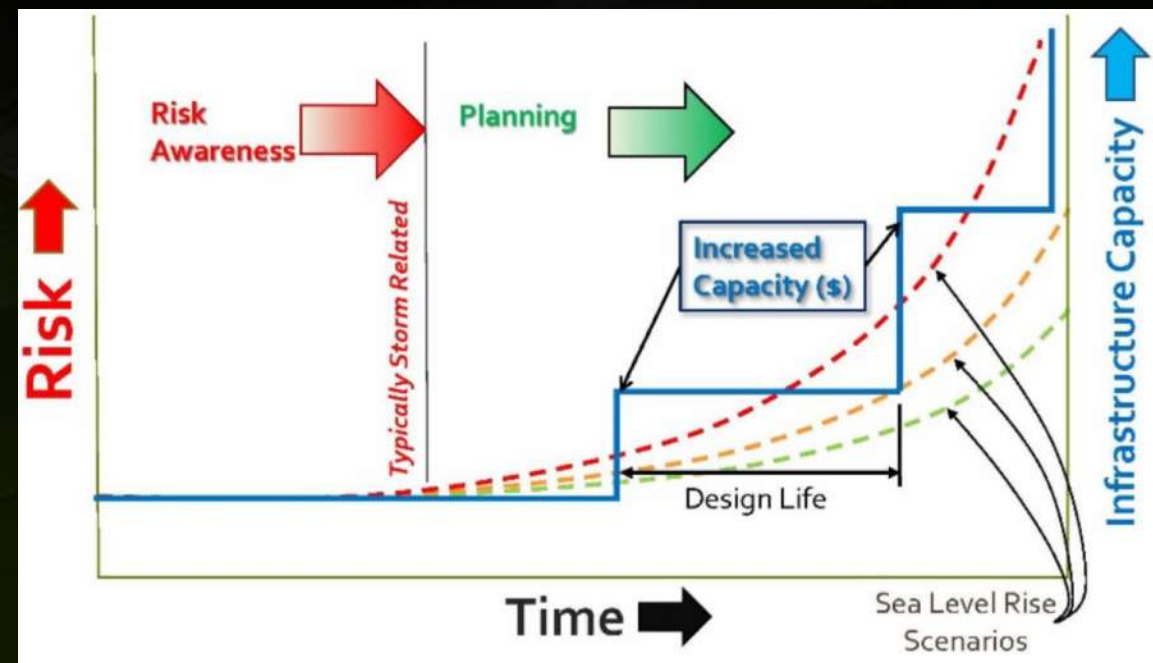 Risk
Awareness
Planning
Typically Storm Related
Risk
Increased
Capacity ($)
Infrastructure Capacity
Design Life
Time
Sea Level Rise
Scenarios